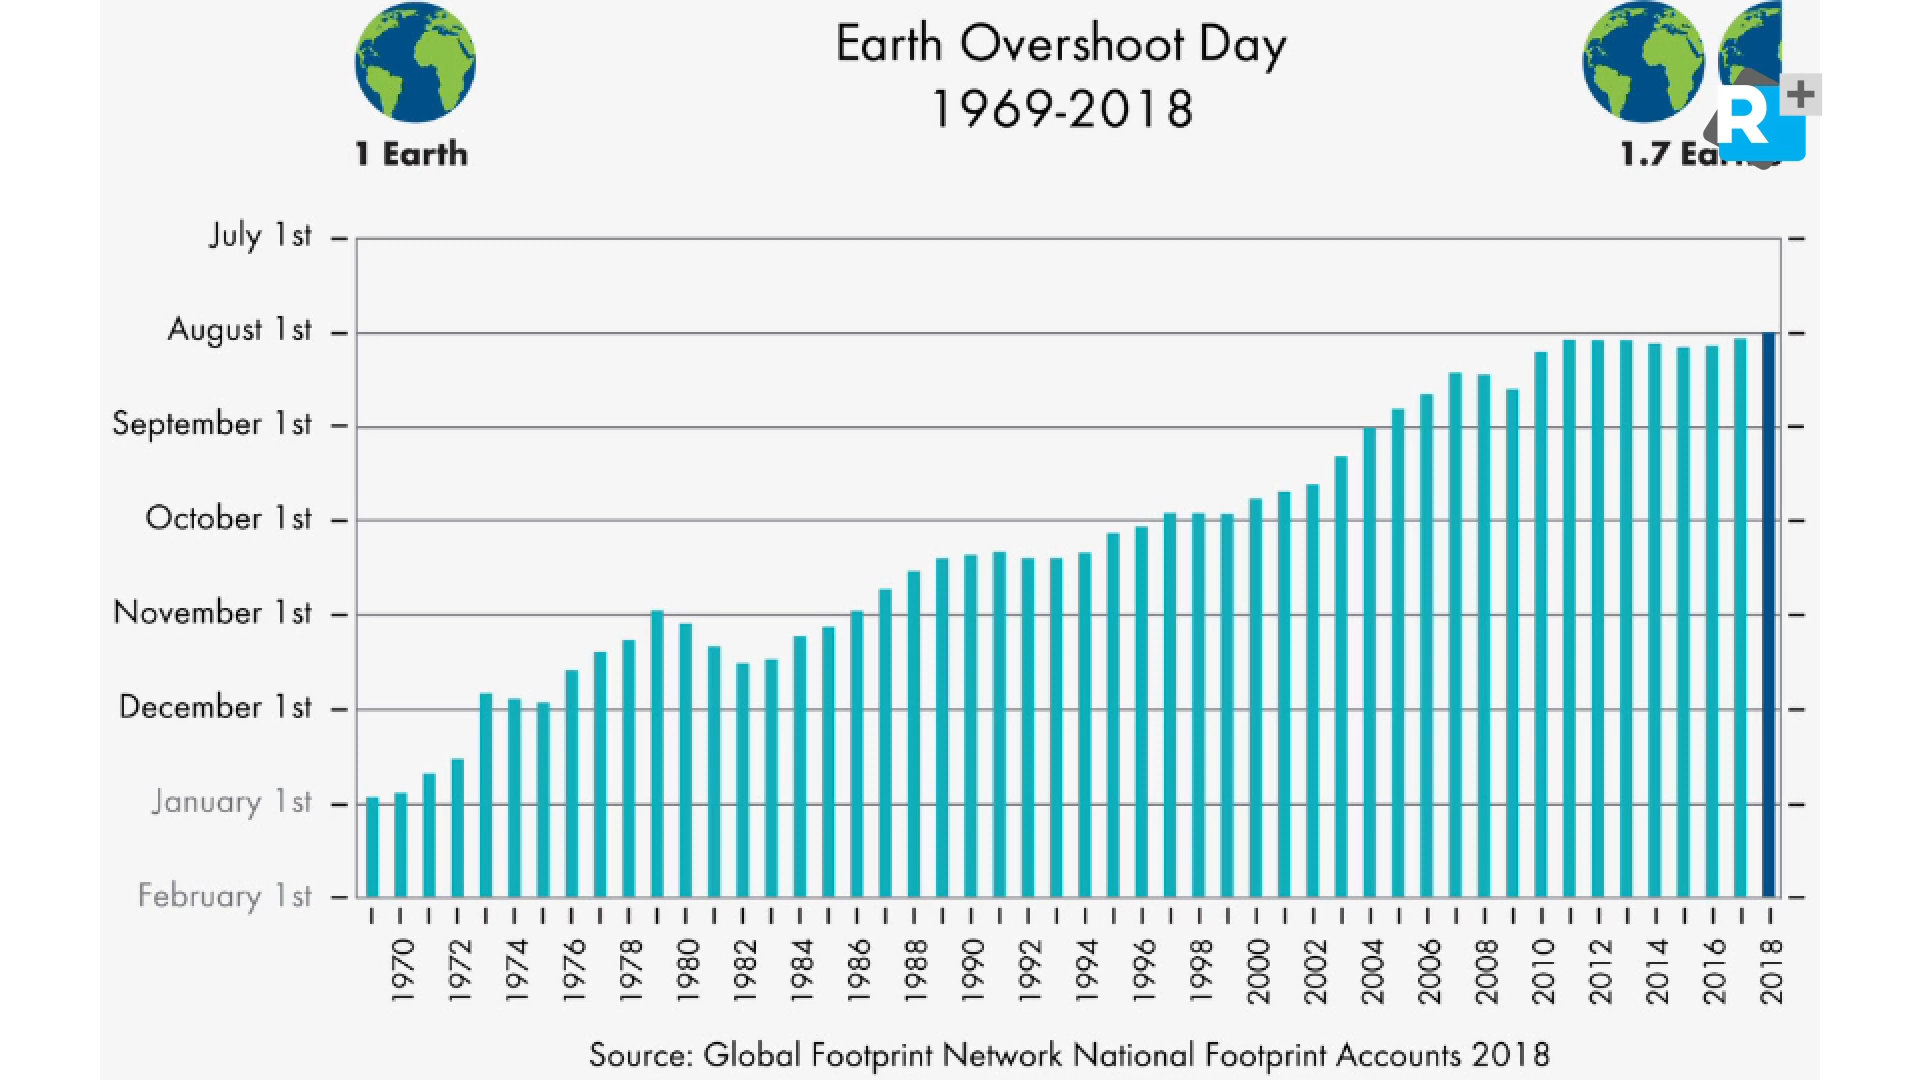 Earth Overshoot Day
1969-2018
1 Earth
1.7
R+
July 1st
August 1st
September 1st
October 1st
November 1st
December 1st
January 1st
February 1st
1970 1972 1974 1976 1978 1980 1982 1984 1986 1988 1990 1992 1994 1996 1998 2000 2002 2004 2006 2008 2010 2012 2014 2016 2018
Source: Global Footprint Network National Footprint Accounts 2018